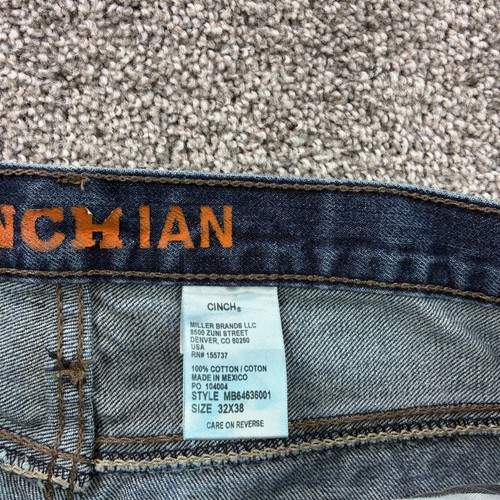 NCH IAN
CINCH®
MILLER BRANDS LLC
8500 ZUNI STREET
DENVER, CO 80260
USA
RN# 155737
100% COTTON / COTON
MADE IN MEXICO
PO 104004
STYLE MB64636001
SIZE 32X38
CARE ON REVERSE